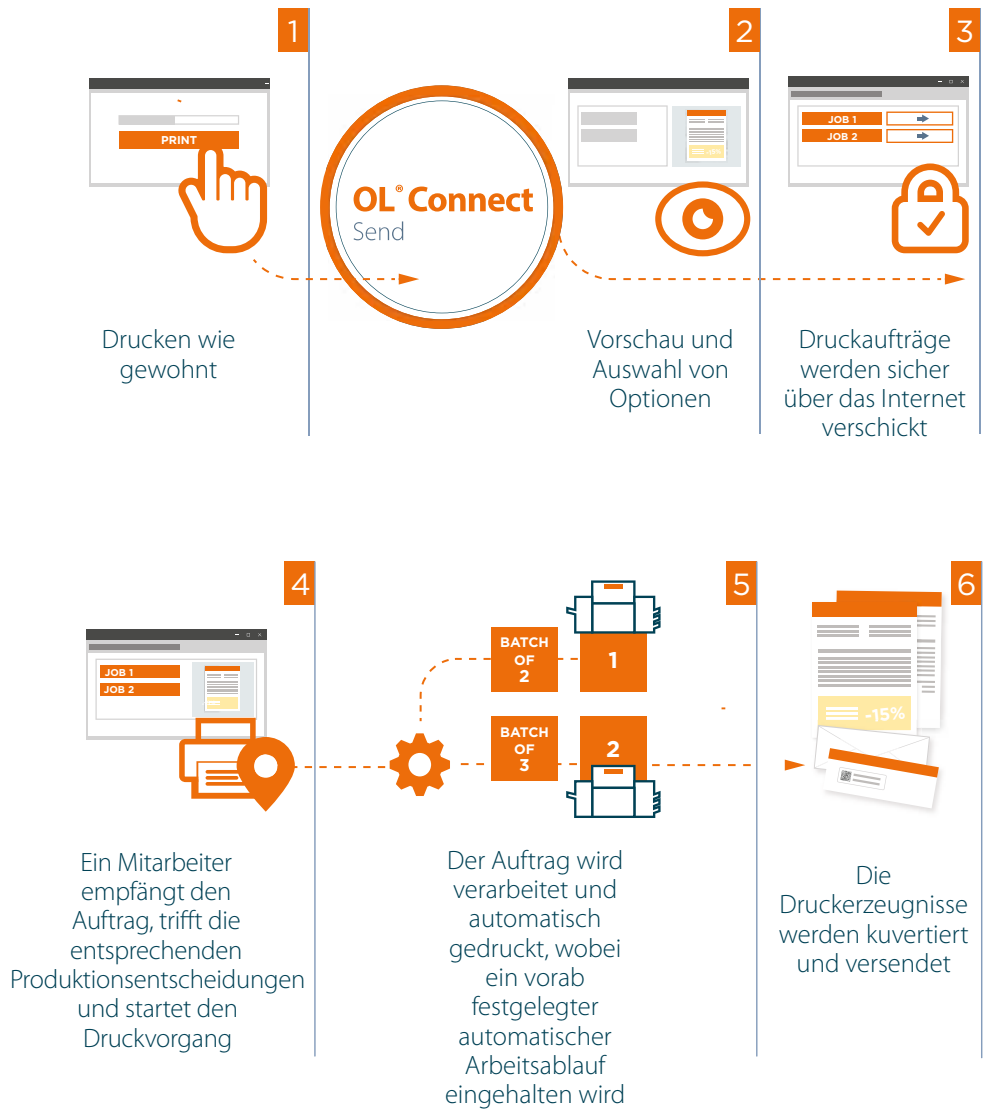 1
PRINT
OL® Connect
Send
Drucken wie
gewohnt
2
-15%
Vorschau und
Auswahl von
Optionen
3
JOB 1
JOB 2
Druckaufträge
werden sicher
über das Internet
verschickt
4
JOB 1
JOB 2
Ein Mitarbeiter
empfängt den
Auftrag, trifft die
entsprechenden
Produktionsentscheidungen
und startet den
Druckvorgang
5
BATCH
OF
2
1
BATCH
OF
3
2
Der Auftrag wird
verarbeitet und
automatisch
gedruckt, wobei
ein vorab
festgelegter
automatischer
Arbeitsablauf
eingehalten wird
6
-15%
Die
Druckerzeugnisse
werden kuvertiert
und versendet